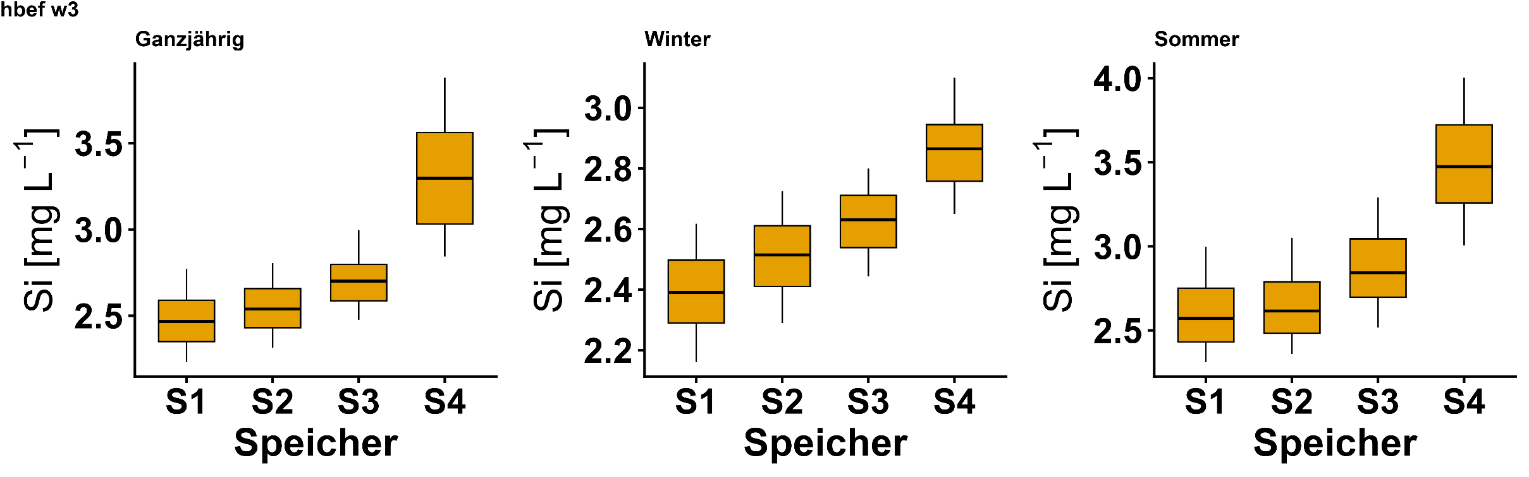 hbef w3
Ganzjährig
Si [mg L⁻¹]
3.5
3.0
2.5
S1 S2 S3 S4
Speicher
Winter
Si [mg L⁻¹]
3.0
2.8
2.6
2.4
2.2
S1 S2 S3 S4
Speicher
Sommer
Si [mg L⁻¹]
4.0
3.5
3.0
2.5
S1 S2 S3 S4
Speicher